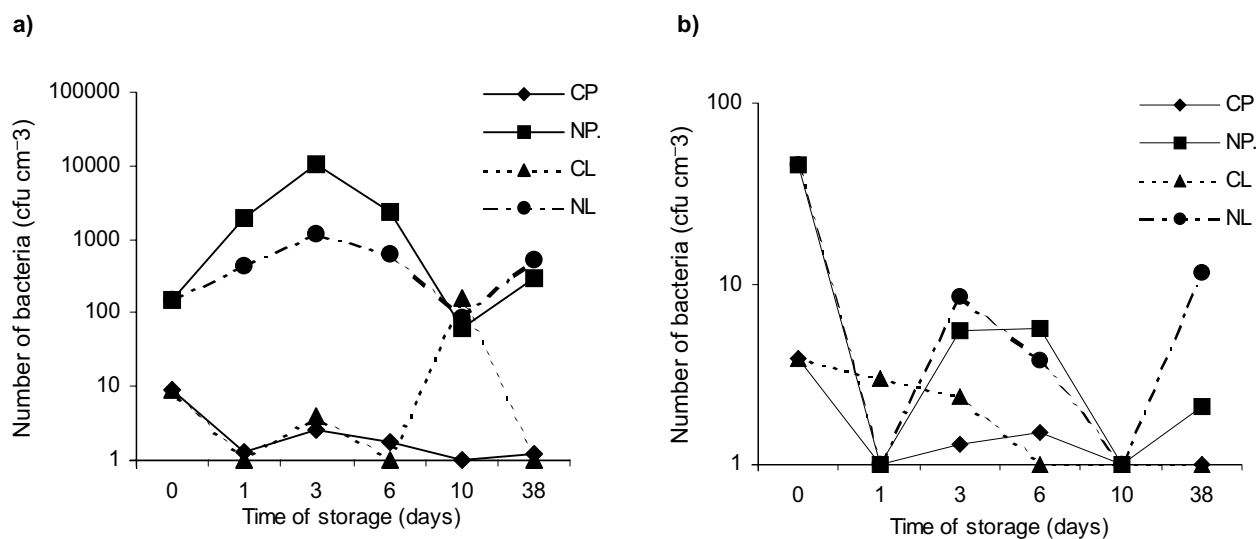 a)
Number of bacteria (cfu cm−3)
100000
10000
1000
100
10
1
0 1 3 6 10 38
Time of storage (days)
CP
NP.
CL
NL
b)
Number of bacteria (cfu cm−3)
100
10
1
0 1 3 6 10 38
Time of storage (days)
CP
NP.
CL
NL